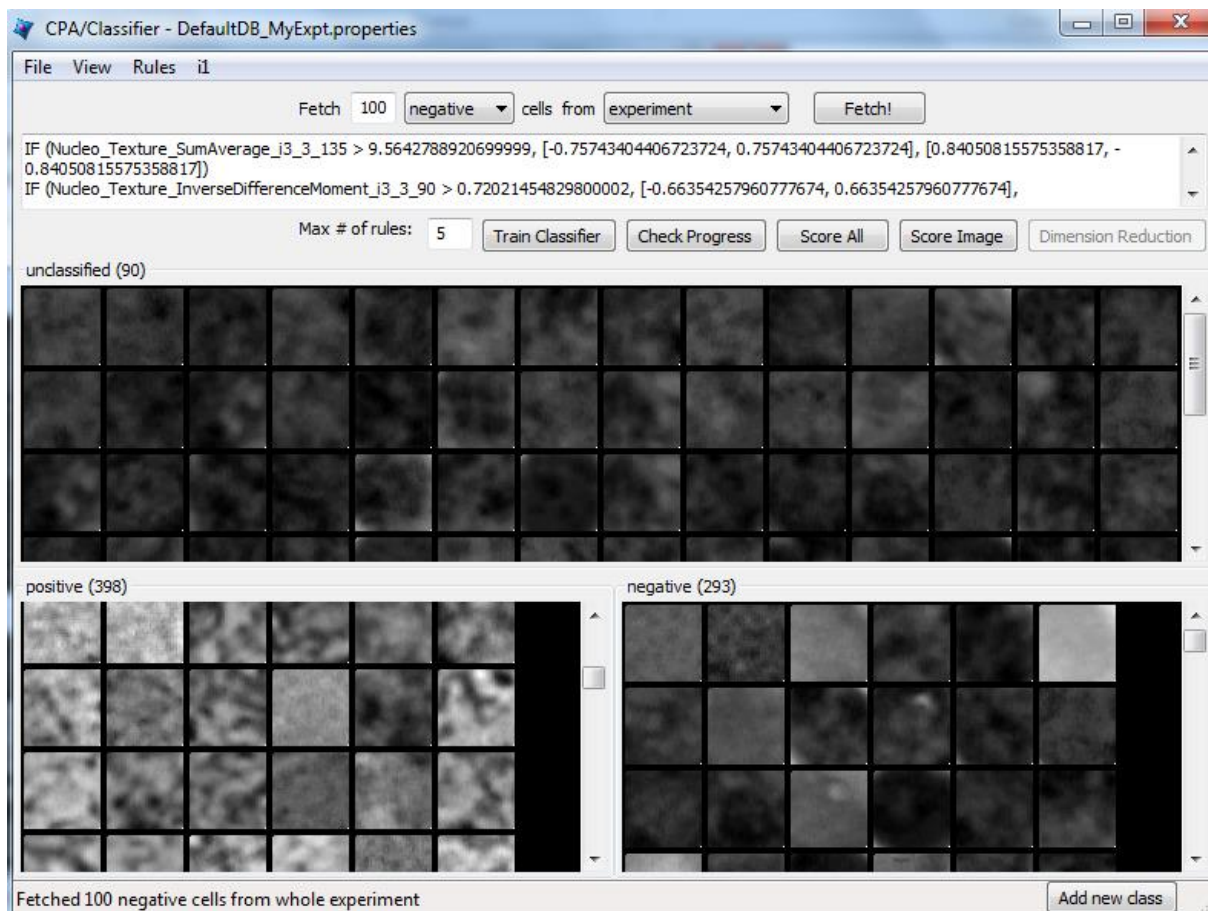 CPA/Classifier - DefaultDB_MyExpt.properties
File View Rules i1
Fetch 100 negative cells from experiment Fetch!
IF (Nucleo_Texture_SumAverage_i3_3_135 > 9.5642788920699999, [-0.75743404406723724, 0.75743404406723724], [0.84050815575358817, -
0.84050815575358817])
IF (Nucleo_Texture_InverseDifferenceMoment_i3_3_90 > 0.72021454829800002, [-0.66354257960777674, 0.66354257960777674],
Max # of rules: 5 Train Classifier Check Progress Score All Score Image Dimension Reduction
unclassified (90)
positive (398) negative (293)
Fetched 100 negative cells from whole experiment Add new class